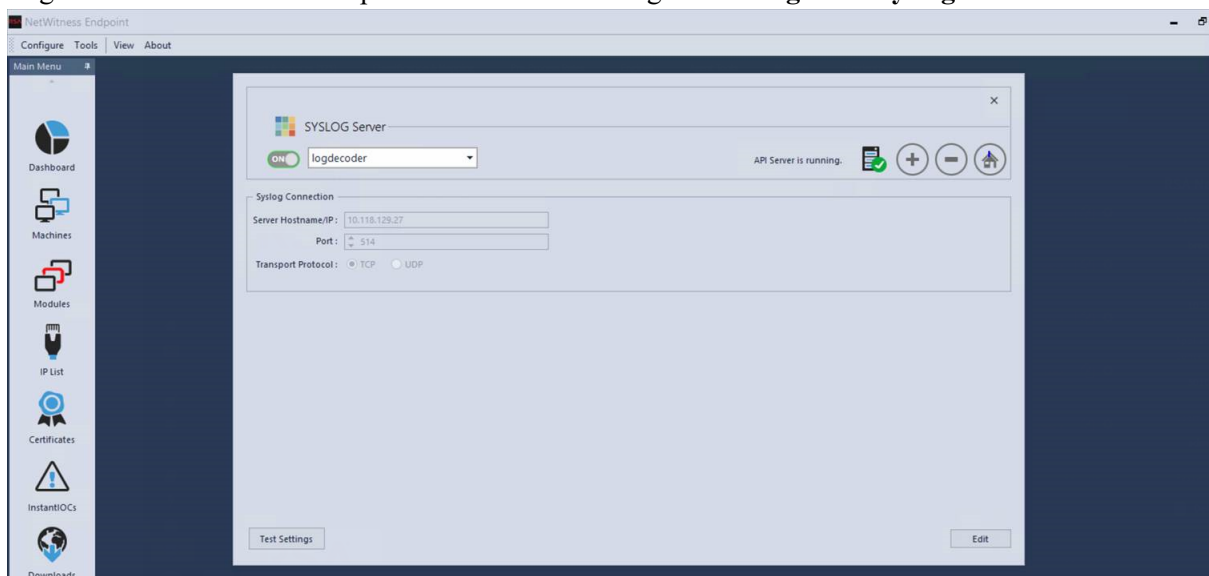 NetWitness Endpoint
Configure Tools View About
Main Menu
Dashboard
Machines
Modules
IP List
Certificates
InstantIOCs
Downloads
SYSLOG Server
ON logdecoder
API Server is running.
Syslog Connection
Server Hostname/IP : 10.118.129.27
Port : 514
Transport Protocol : TCP UDP
Test Settings
Edit